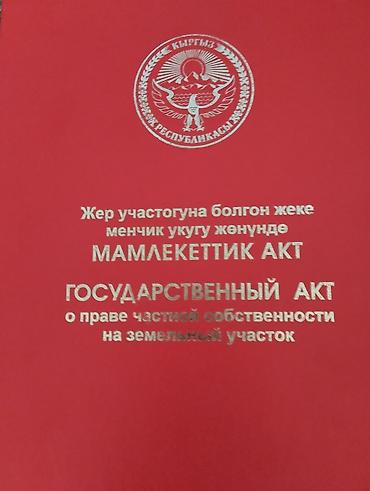 КЫРГЫЗ
РЕСПУБЛИКАСЫ
Жер участогуна болгон жеке
менчик укугу жөнүндө
МАМЛЕКЕТТИК АКТ
ГОСУДАРСТВЕННЫЙ АКТ
о праве частной собственности
на земельный участок